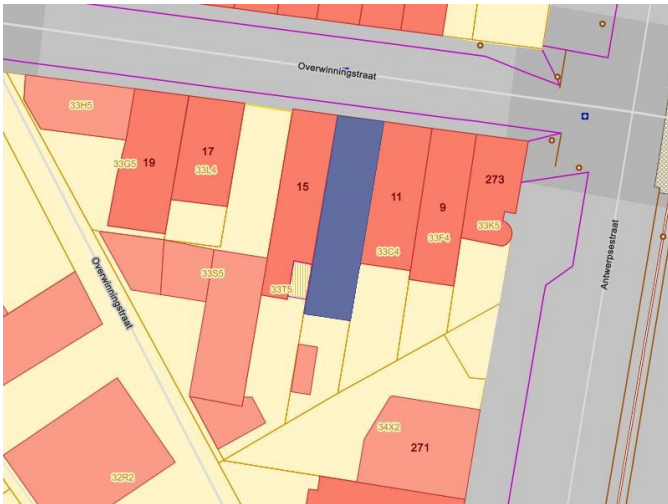 Overwinningstraat
33H5
17
33G5
19
33L4
273
15
11
9
33K5
33F4
33C4
Antwerpsestraat
Overwinningstraat
33S5
33T5
34X2
271
32R2